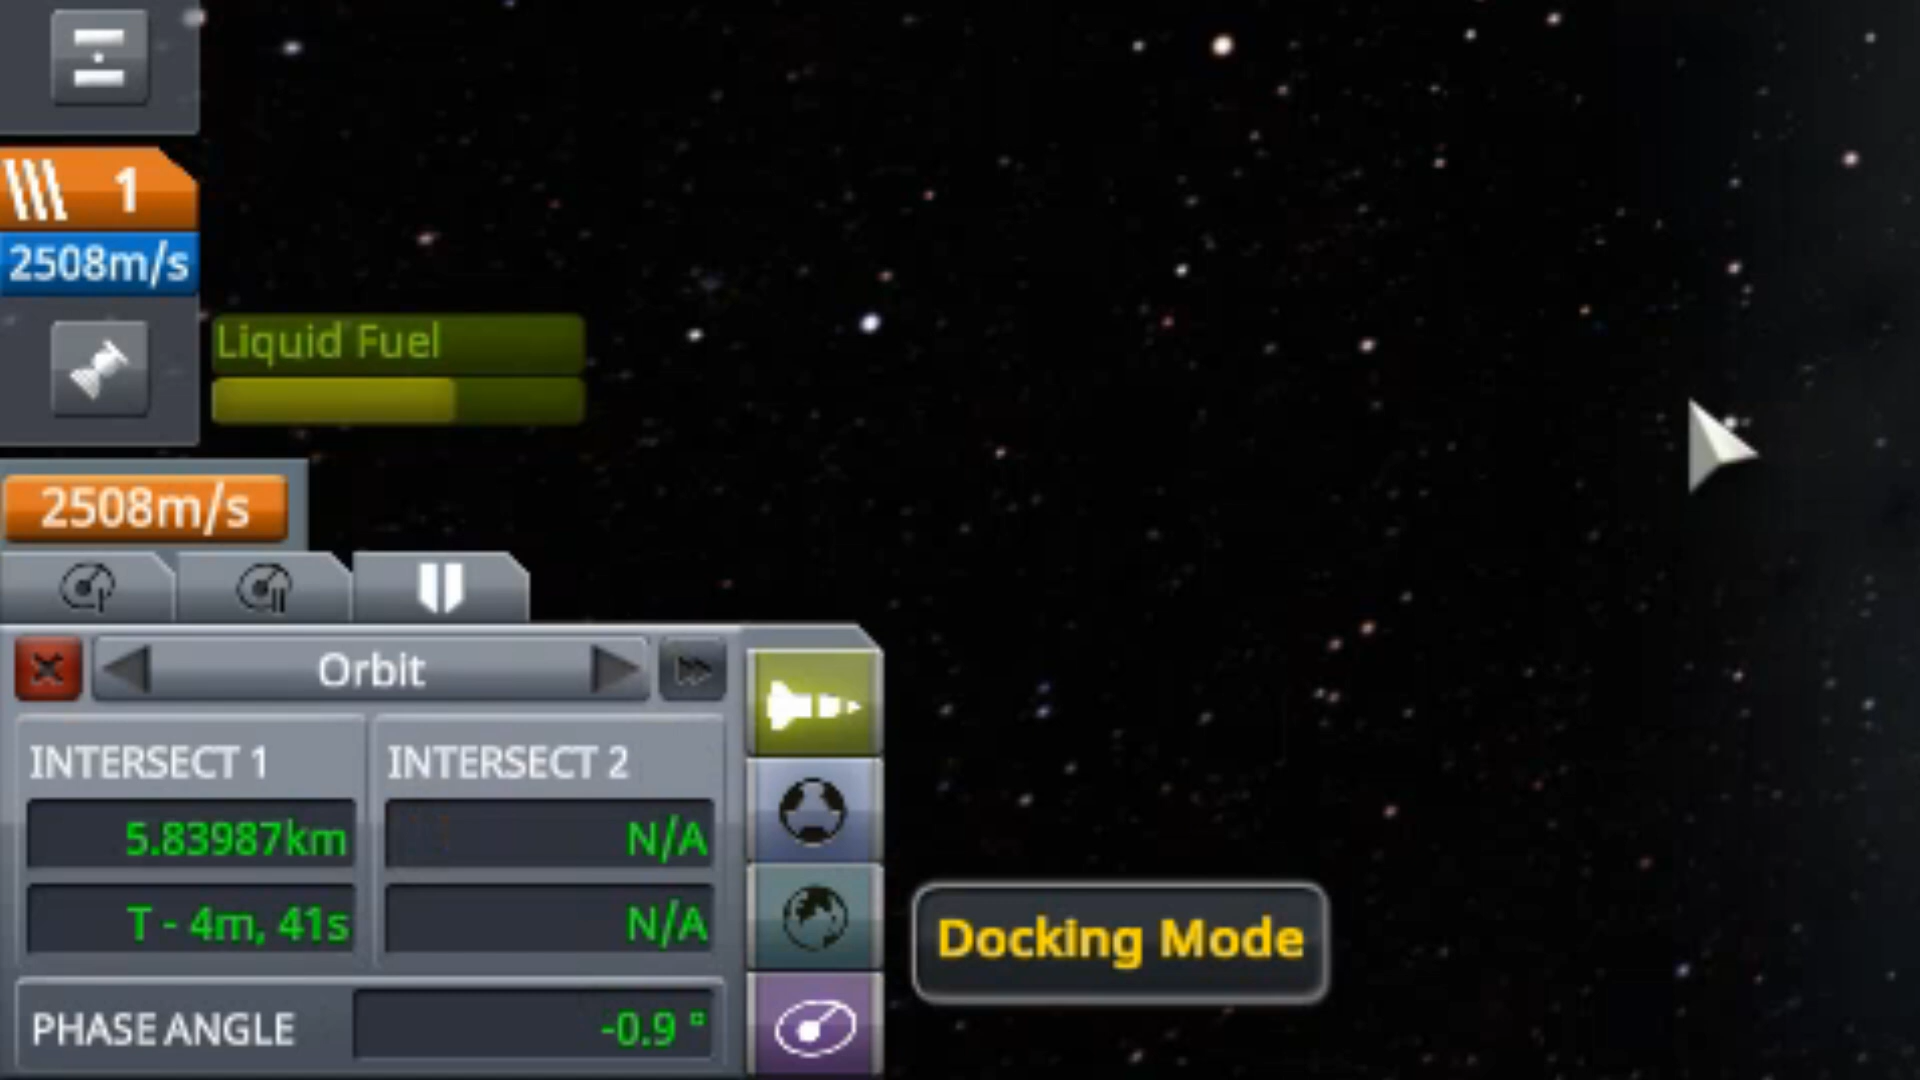 1
2508m/s
Liquid Fuel
2508m/s
Orbit
INTERSECT 1 INTERSECT 2
5.83987km N/A
T - 4m, 41s N/A
Docking Mode
PHASE ANGLE -0.9 °